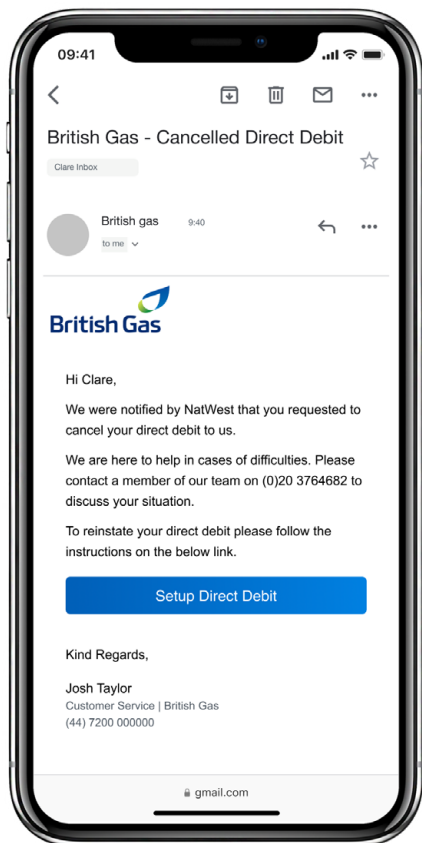 09:41
British Gas - Cancelled Direct Debit
Clare Inbox
British gas 9:40
to me
British Gas
Hi Clare,
We were notified by NatWest that you requested to
cancel your direct debit to us.
We are here to help in cases of difficulties. Please
contact a member of our team on (0)20 3764682 to
discuss your situation.
To reinstate your direct debit please follow the
instructions on the below link.
Setup Direct Debit
Kind Regards,
Josh Taylor
Customer Service | British Gas
(44) 7200 000000
gmail.com